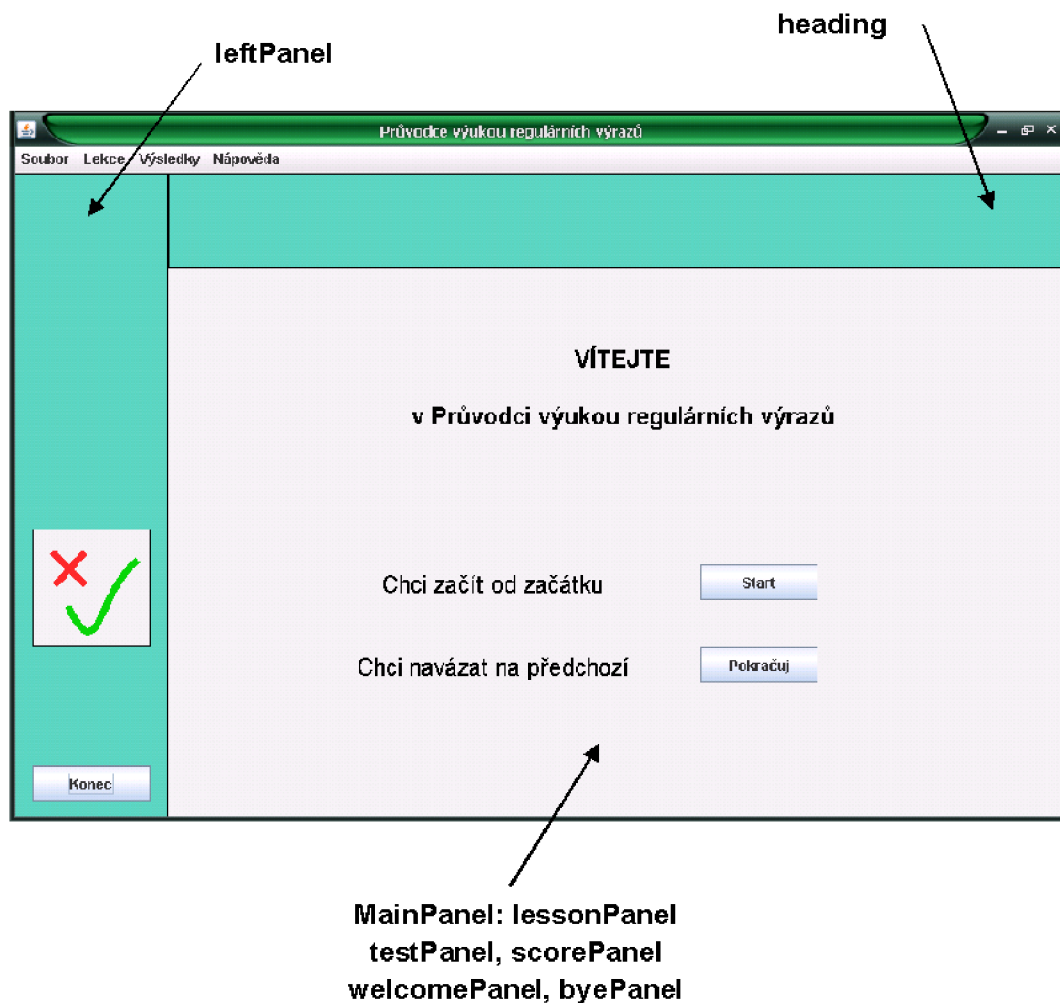 heading
leftPanel
Průvodce výukou regulárních výrazů
Soubor Lekce Výsledky Nápověda
VÍTEJTE
v Průvodci výukou regulárních výrazů
Chci začít od začátku Start
Chci navázat na předchozí Pokračuj
Konec
MainPanel: lessonPanel
testPanel, scorePanel
welcomePanel, byePanel